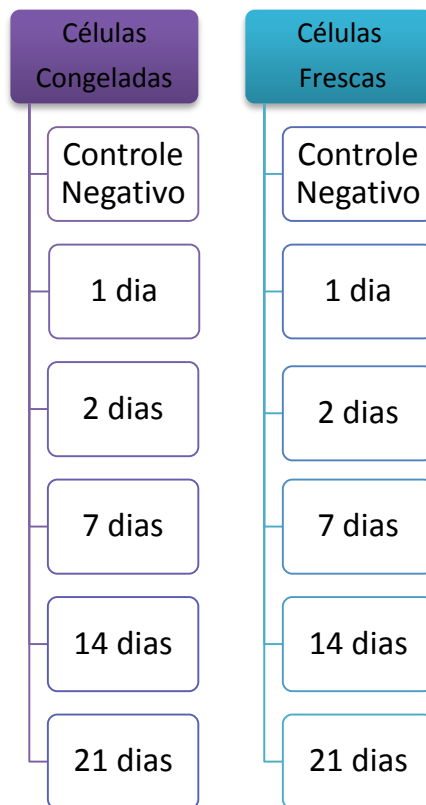 Células
Congeladas
Controle
Negativo
1 dia
2 dias
7 dias
14 dias
21 dias
Células
Frescas
Controle
Negativo
1 dia
2 dias
7 dias
14 dias
21 dias